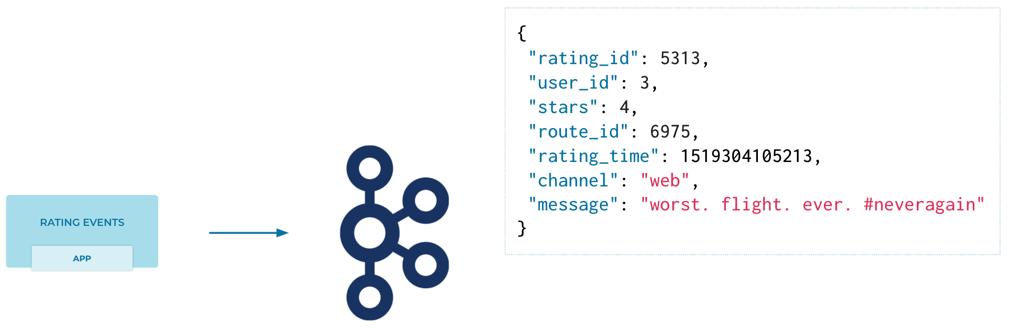 RATING EVENTS
APP
{
"rating_id": 5313,
"user_id": 3,
"stars": 4,
"route_id": 6975,
"rating_time": 1519304105213,
"channel": "web",
"message": "worst. flight. ever. #neveragain"
}